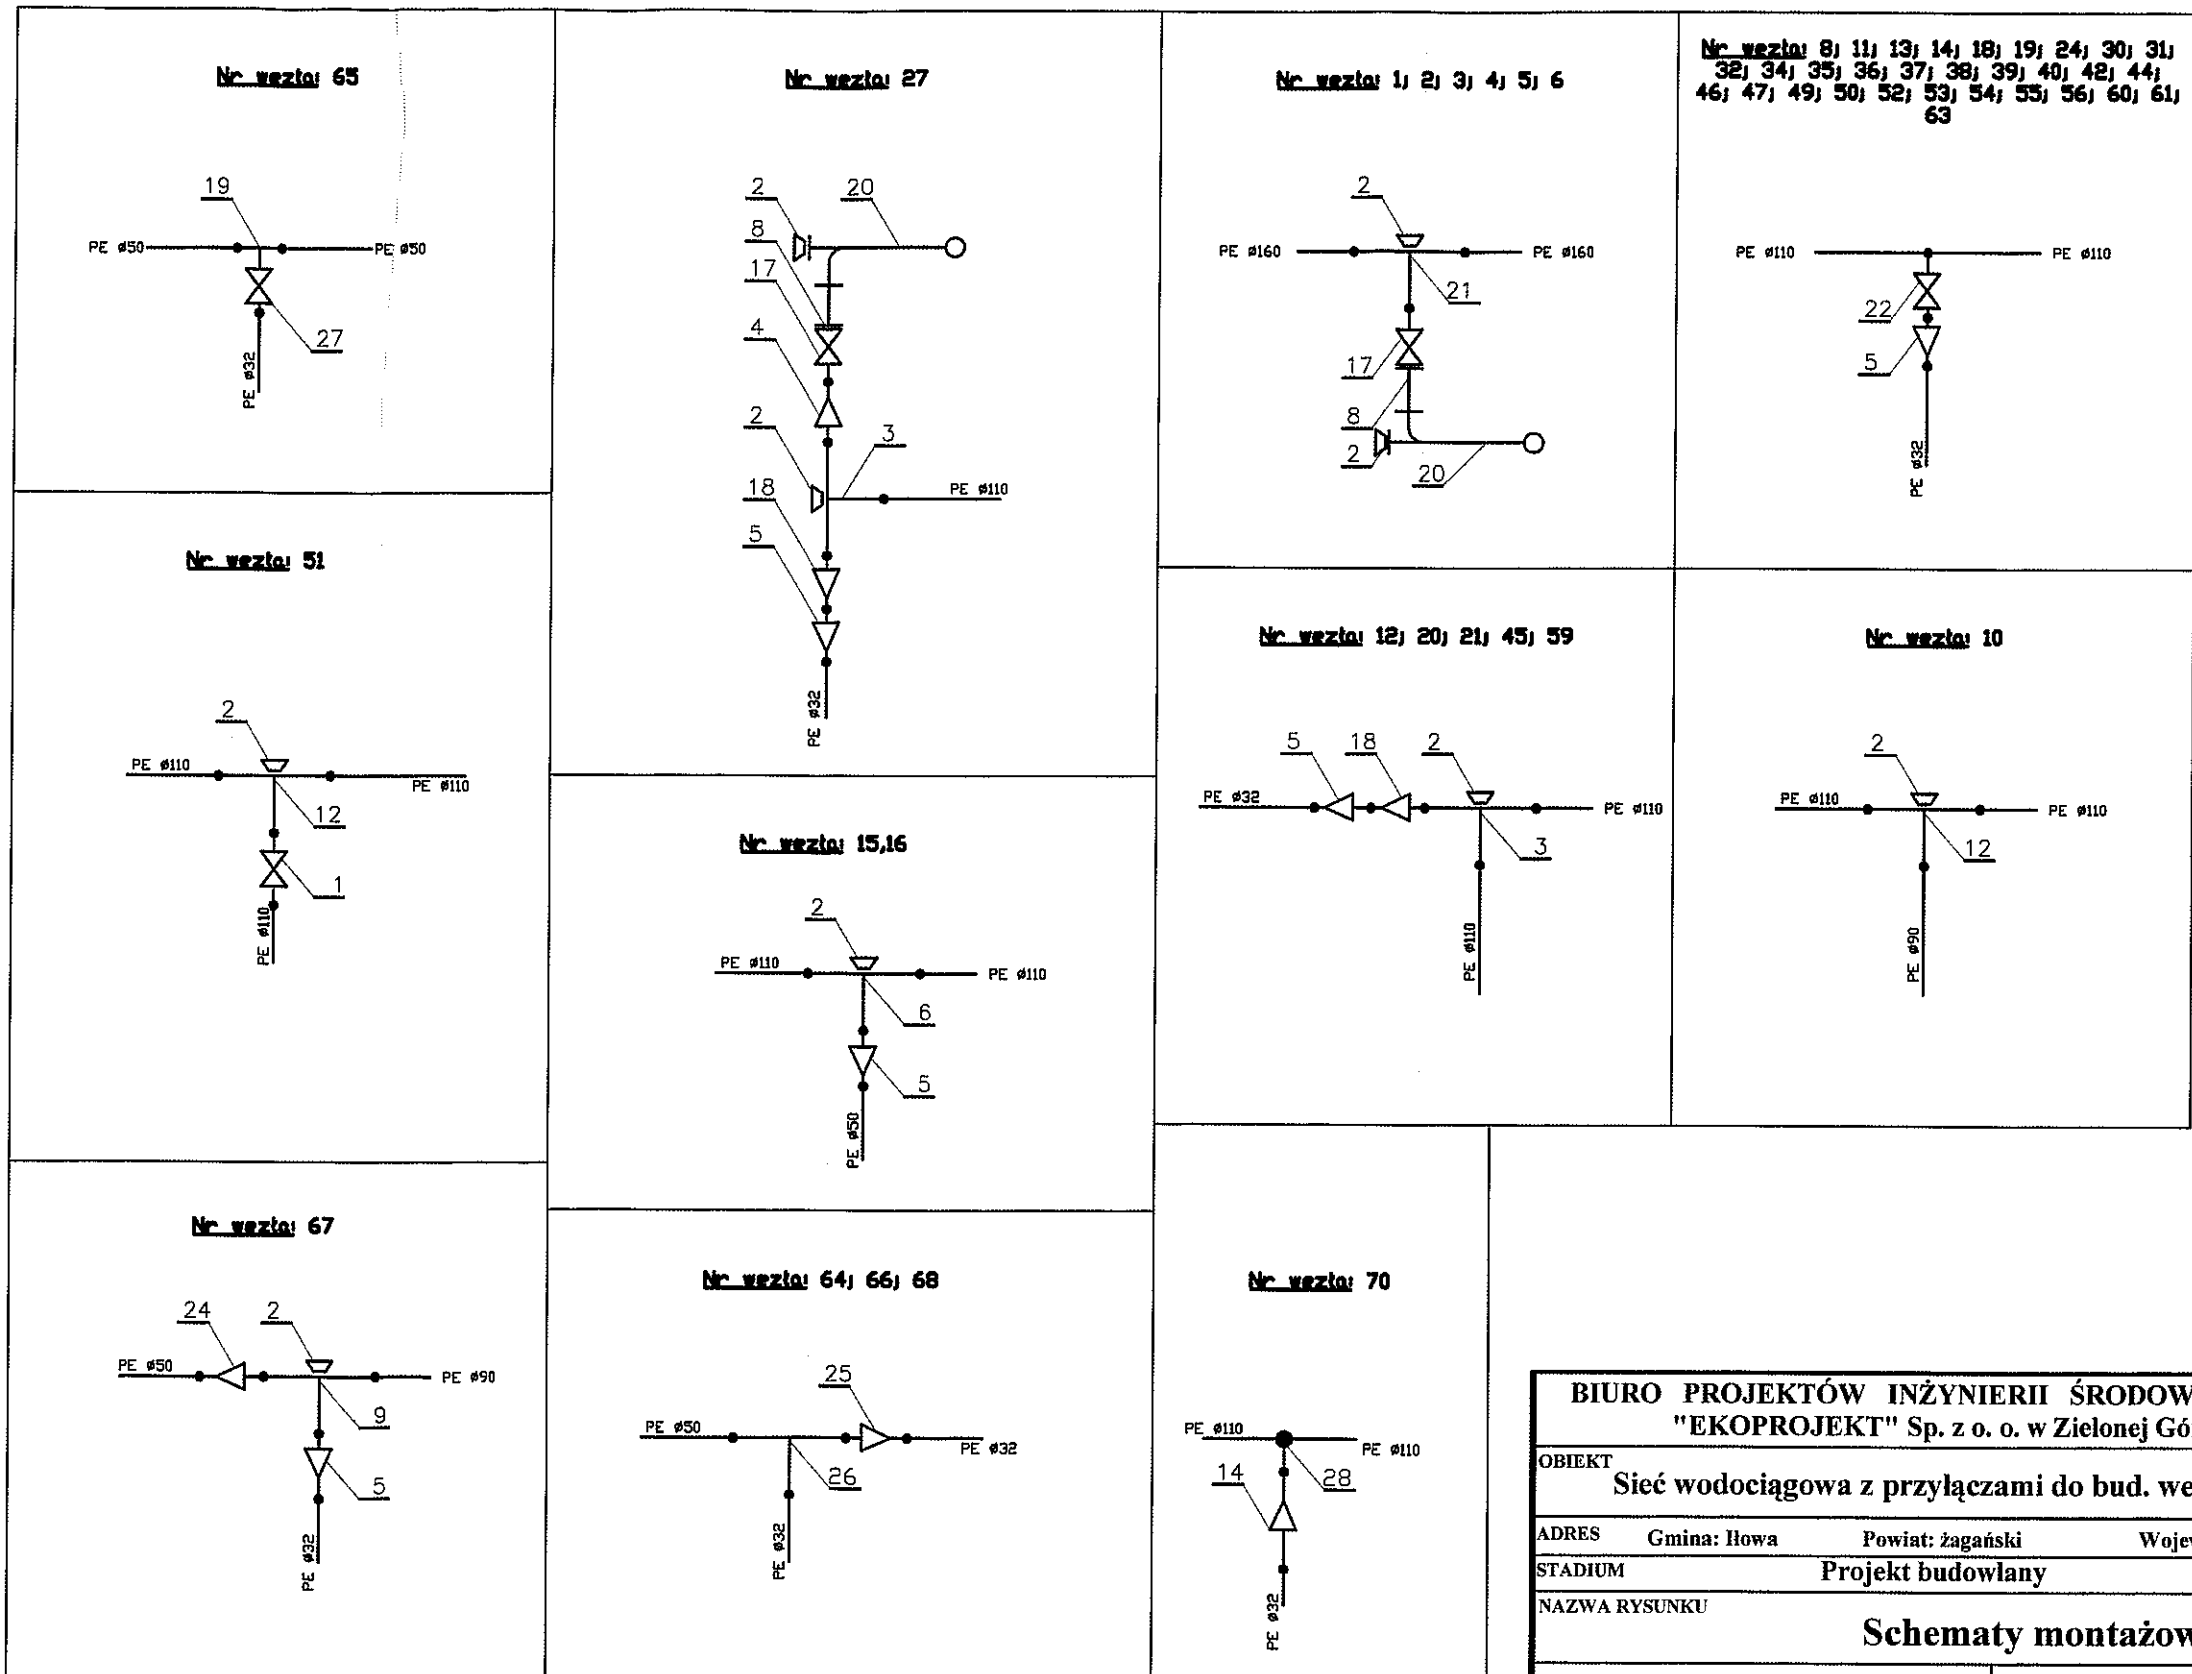 Nr węzła: 65
19
PE ø50
PE ø50
27
PE ø32
Nr węzła: 27
2
20
8
17
4
2
3
18
PE ø110
5
PE ø32
Nr węzła: 1; 2; 3; 4; 5; 6
2
PE ø160
PE ø160
21
17
8
2
20
Nr węzła: 8; 11; 13; 14; 18; 19; 24; 30; 31;
32; 34; 35; 36; 37; 38; 39; 40; 42; 44;
46; 47; 49; 50; 52; 53; 54; 55; 56; 60; 61;
63
PE ø110
PE ø110
22
5
PE ø32
Nr węzła: 51
2
PE ø110
PE ø110
12
1
PE ø110
Nr węzła: 15,16
2
PE ø110
PE ø110
6
5
PE ø50
Nr węzła: 12; 20; 21; 45; 59
5
18
2
PE ø32
PE ø110
3
PE ø110
Nr węzła: 10
2
PE ø110
PE ø110
12
PE ø90
Nr węzła: 67
24
2
PE ø50
PE ø90
9
5
PE ø32
Nr węzła: 64; 66; 68
25
PE ø50
PE ø32
26
PE ø32
Nr węzła: 70
PE ø110
PE ø110
14
28
PE ø32
BIURO PROJEKTÓW INŻYNIERII ŚRODOW
"EKOPROJEKT" Sp. z o. o. w Zielonej Gó
OBIEKT
Sieć wodociągowa z przyłączami do bud. we
ADRES Gmina: Iłowa Powiat: żagański Wojew
STADIUM Projekt budowlany
NAZWA RYSUNKU
Schematy montażow